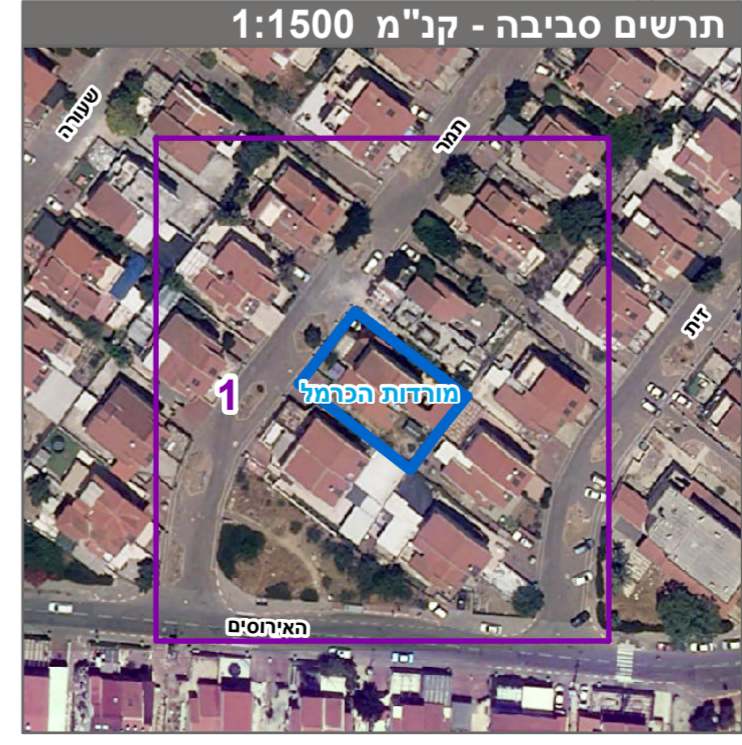 תרשים סביבה - קנ"מ 1:1500
שעורה
תמר
זית
1
מורדות הכרמל
האירוסים